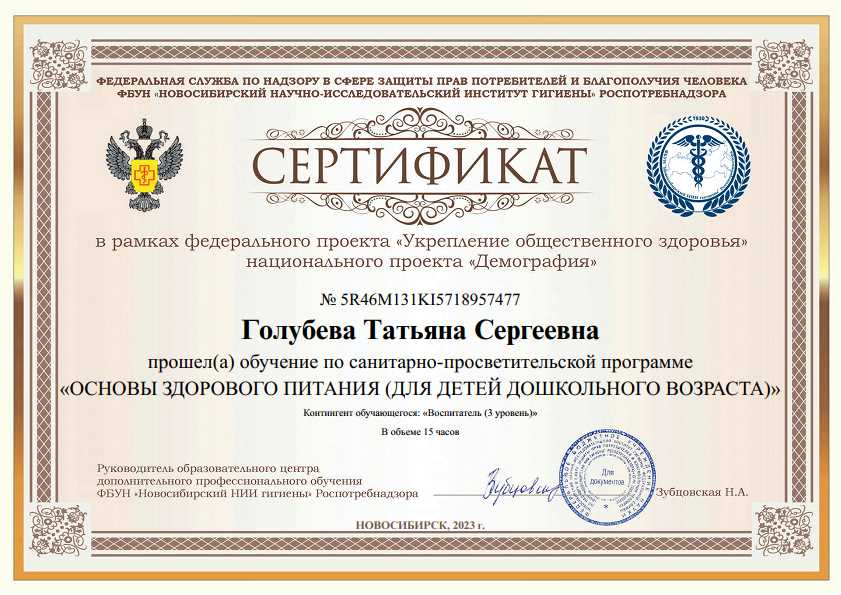 ФЕДЕРАЛЬНАЯ СЛУЖБА ПО НАДЗОРУ В СФЕРЕ ЗАЩИТЫ ПРАВ ПОТРЕБИТЕЛЕЙ И БЛАГОПОЛУЧИЯ ЧЕЛОВЕКА
ФБУН «НОВОСИБИРСКИЙ НАУЧНО-ИССЛЕДОВАТЕЛЬСКИЙ ИНСТИТУТ ГИГИЕНЫ» РОСПОТРЕБНАДЗОРА
1930
СЕРТИФИКАТ
в рамках федерального проекта «Укрепление общественного здоровья»
национального проекта «Демография»
№ 5R46M131KI5718957477
Голубева Татьяна Сергеевна
прошел(а) обучение по санитарно-просветительской программе
«ОСНОВЫ ЗДОРОВОГО ПИТАНИЯ (ДЛЯ ДЕТЕЙ ДОШКОЛЬНОГО ВОЗРАСТА)»
Контингент обучающегося: «Воспитатель (3 уровень)»
В объеме 15 часов
Руководитель образовательного центра
дополнительного профессионального обучения
ФБУН «Новосибирский НИИ гигиены» Роспотребнадзора
Для
документов
Зубцовская Н.А.
НОВОСИБИРСК, 2023 г.